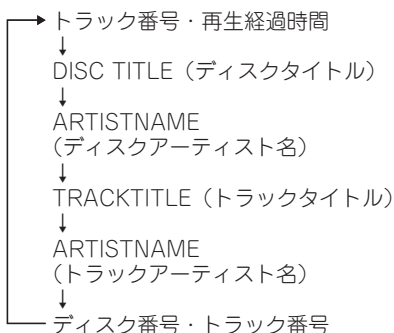 トラック番号・再生経過時間
DISC TITLE（ディスクタイトル）
ARTISTNAME
(ディスクアーティスト名）
TRACKTITLE（トラックタイトル）
ARTISTNAME
(トラックアーティスト名）
ディスク番号・トラック番号